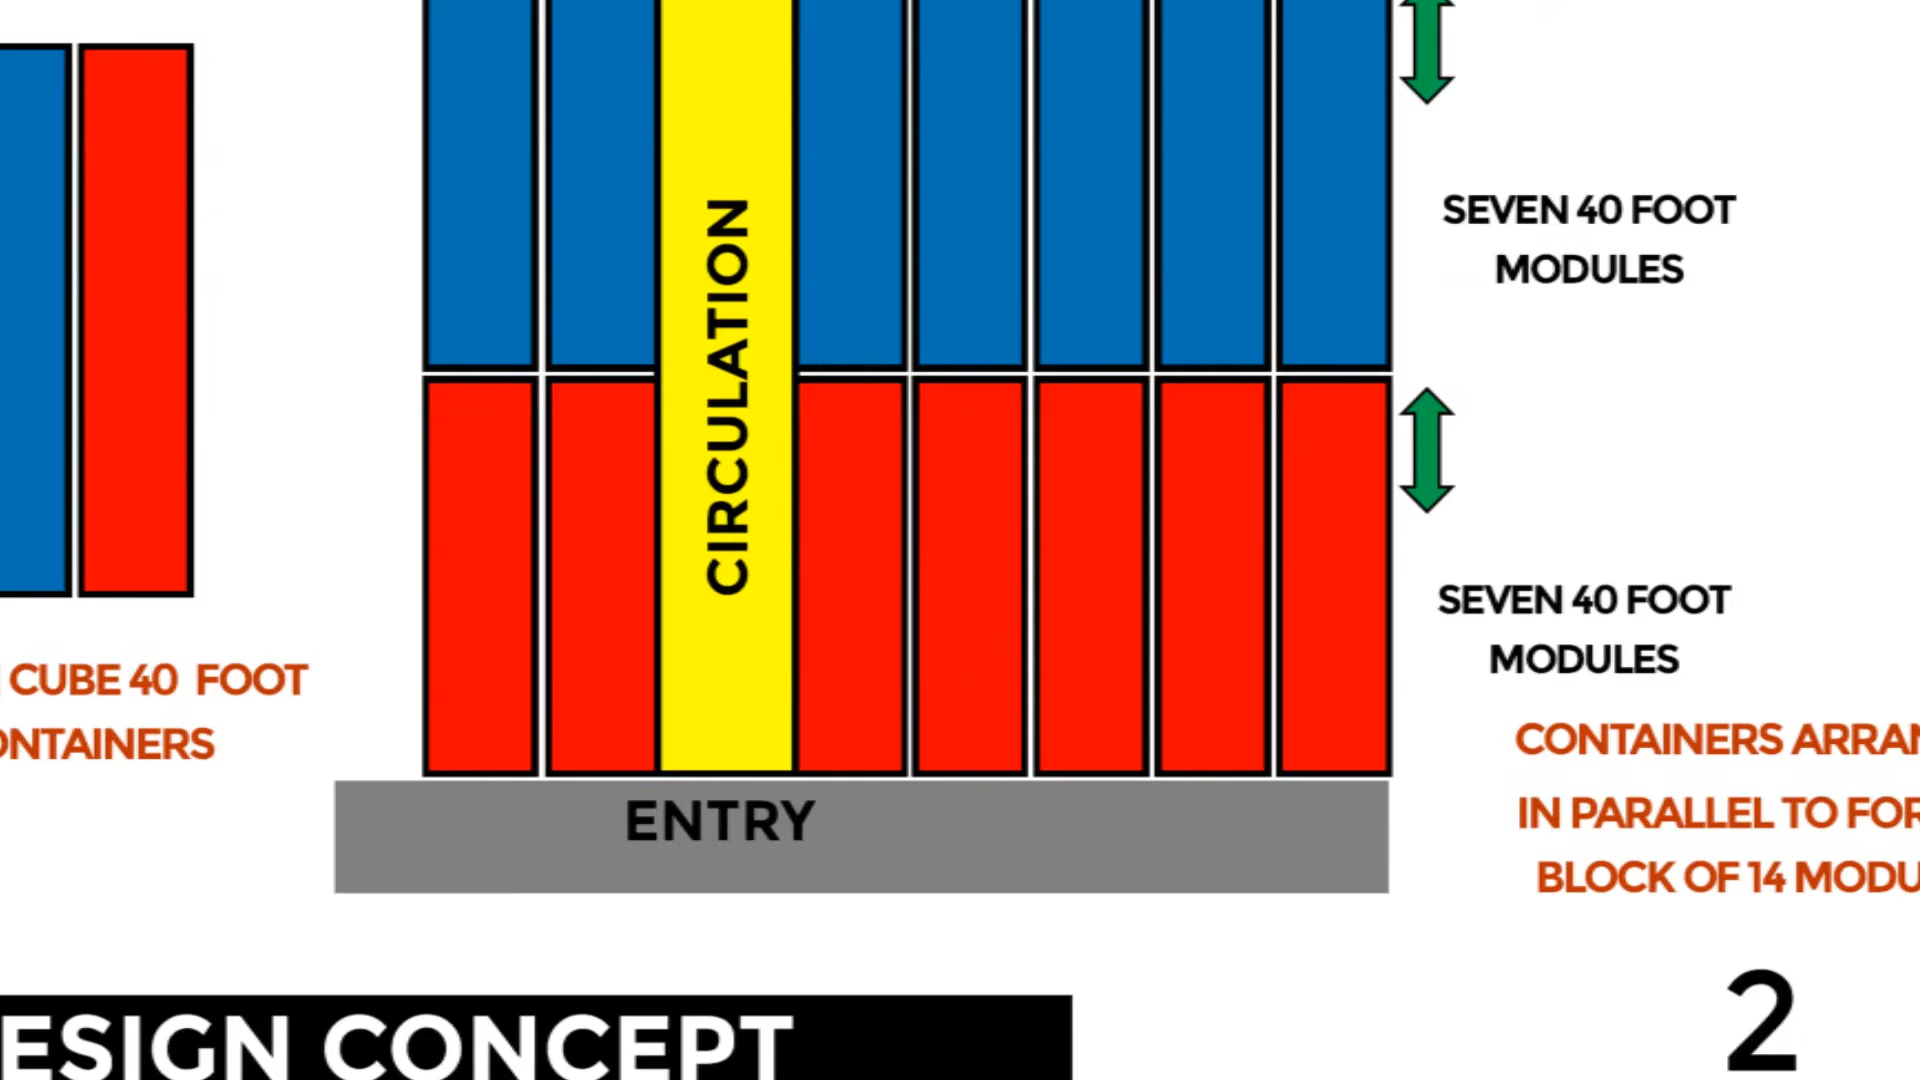 CIRCULATION
SEVEN 40 FOOT
MODULES
SEVEN 40 FOOT
MODULES
CUBE 40 FOOT
ONTAINERS
CONTAINERS ARRAN
IN PARALLEL TO FOR
BLOCK OF 14 MODU
ENTRY
ESIGN CONCEPT
2